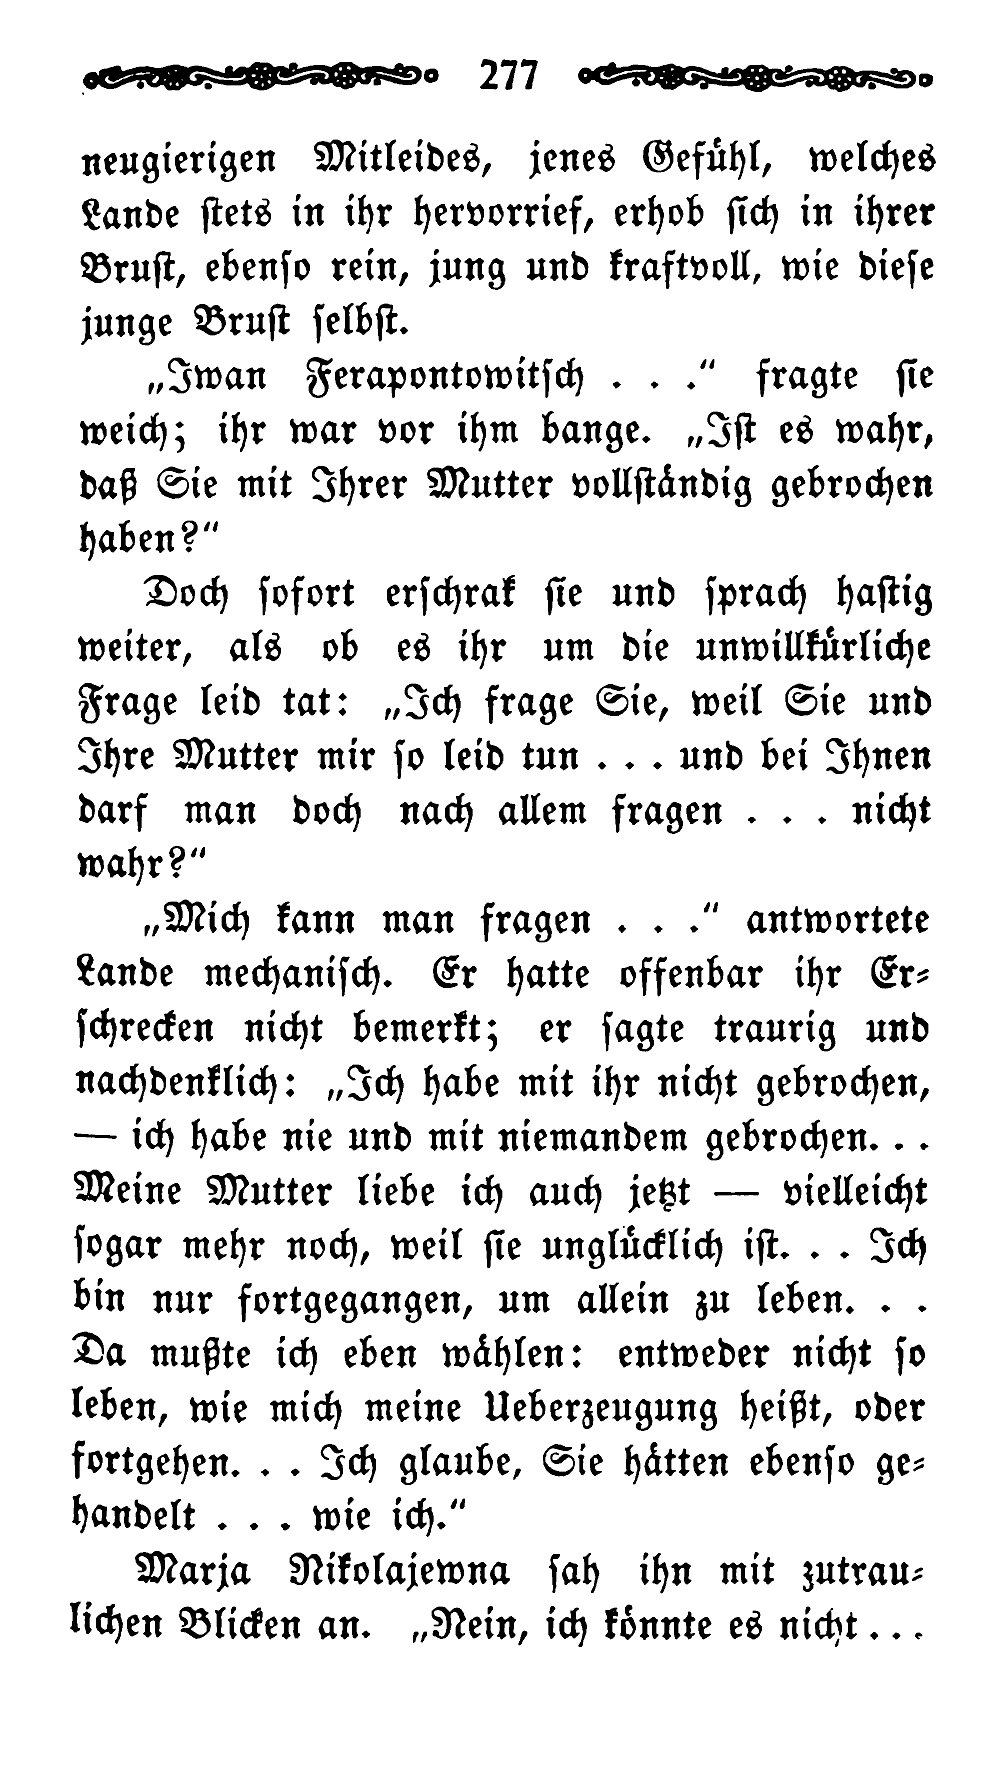 277
neugierigen Mitleides, jenes Gefühl, welches
Lande ſtets in ihr hervorrief, erhob ſich in ihrer
Bruſt, ebenſo rein, jung und kraftvoll, wie dieſe
junge Bruſt ſelbſt.
„Iwan Ferapontowitſch . . .“ fragte ſie
weich; ihr war vor ihm bange. „Iſt es wahr,
daß Sie mit Ihrer Mutter vollſtändig gebrochen
haben?“
Doch ſofort erſchrak ſie und ſprach haſtig
weiter, als ob es ihr um die unwillkürliche
Frage leid tat: „Ich frage Sie, weil Sie und
Ihre Mutter mir ſo leid tun . . . und bei Ihnen
darf man doch nach allem fragen . . . nicht
wahr?“
„Mich kann man fragen . . .“ antwortete
Lande mechaniſch. Er hatte offenbar ihr Er⸗
ſchrecken nicht bemerkt; er ſagte traurig und
nachdenklich: „Ich habe mit ihr nicht gebrochen,
— ich habe nie und mit niemandem gebrochen. . .
Meine Mutter liebe ich auch jetzt — vielleicht
ſogar mehr noch, weil ſie unglücklich iſt. . . Ich
bin nur fortgegangen, um allein zu leben. . .
Da mußte ich eben wählen: entweder nicht ſo
leben, wie mich meine Ueberzeugung heißt, oder
fortgehen. . . Ich glaube, Sie hätten ebenſo ge⸗
handelt . . . wie ich.“
Marja Nikolajewna ſah ihn mit zutrau⸗
lichen Blicken an. „Nein, ich könnte es nicht . . .